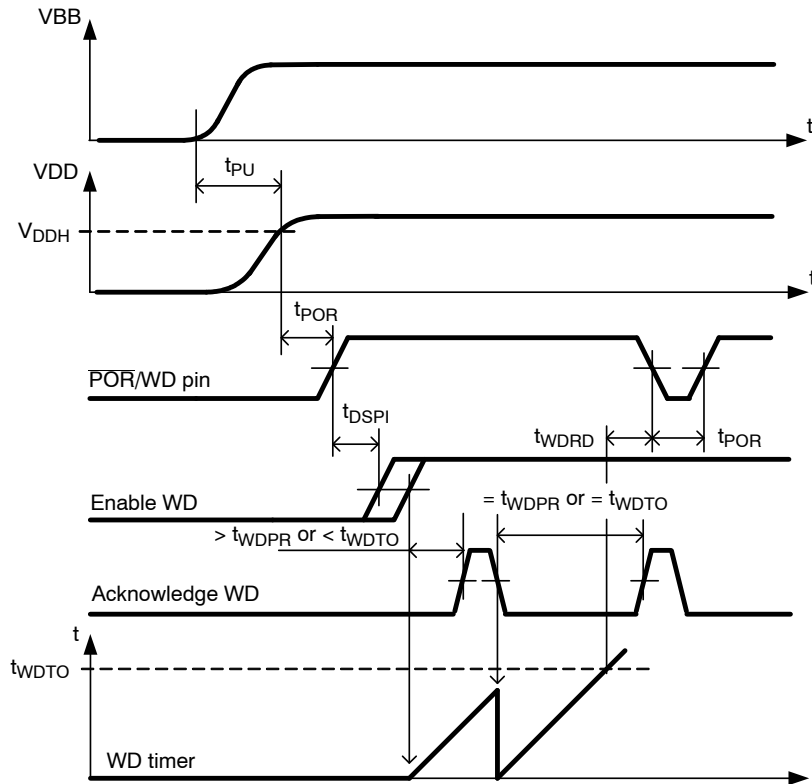 VBB
t
tPU
VDD
VDDH
t
tPOR
POR/WD pin
tDSPI
tWDRD
tPOR
Enable WD
= tWDPR or = tWDTO
> tWDPR or < tWDTO
Acknowledge WD
t
tWDTO
WD timer